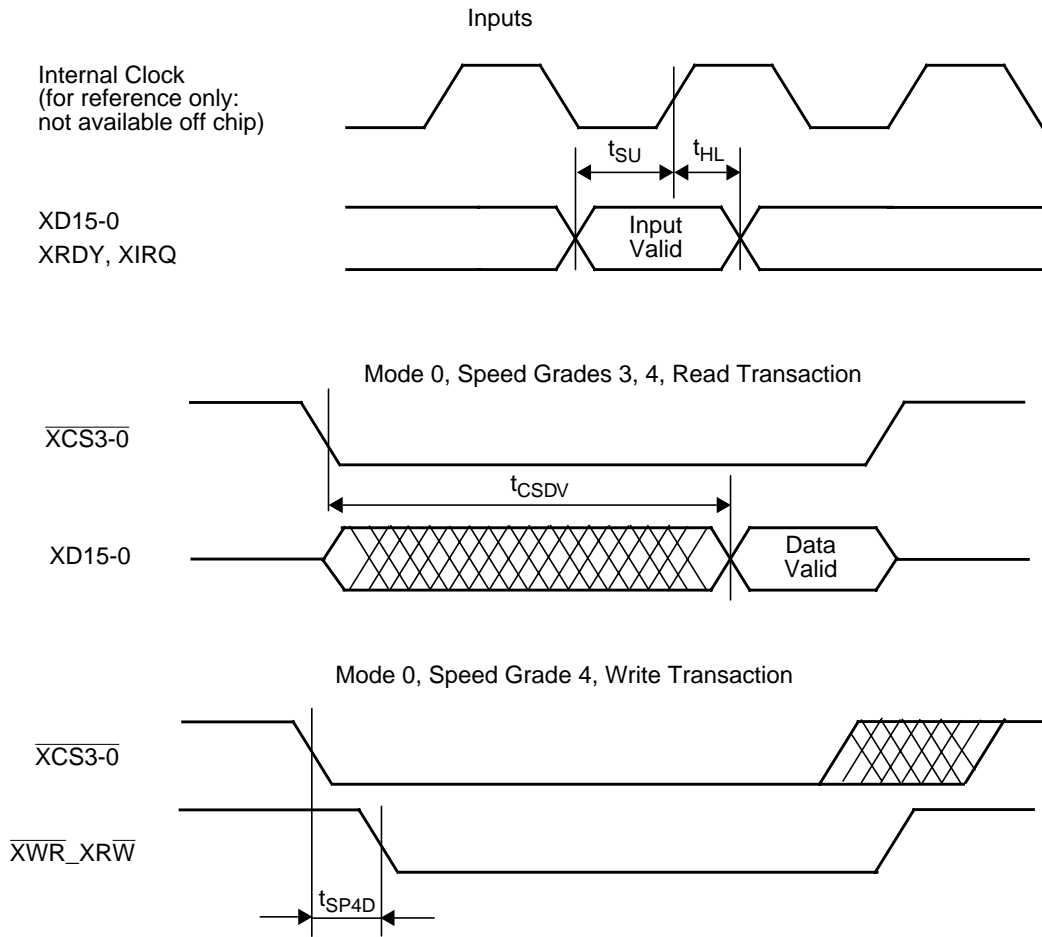 Inputs
Internal Clock
(for reference only:
not available off chip)
tSU
tHL
XD15-0
XRDY, XIRQ
Input
Valid
Mode 0, Speed Grades 3, 4, Read Transaction
XCS3-0
tCSDV
XD15-0
Data
Valid
Mode 0, Speed Grade 4, Write Transaction
XCS3-0
XWR_XRW
tSP4D